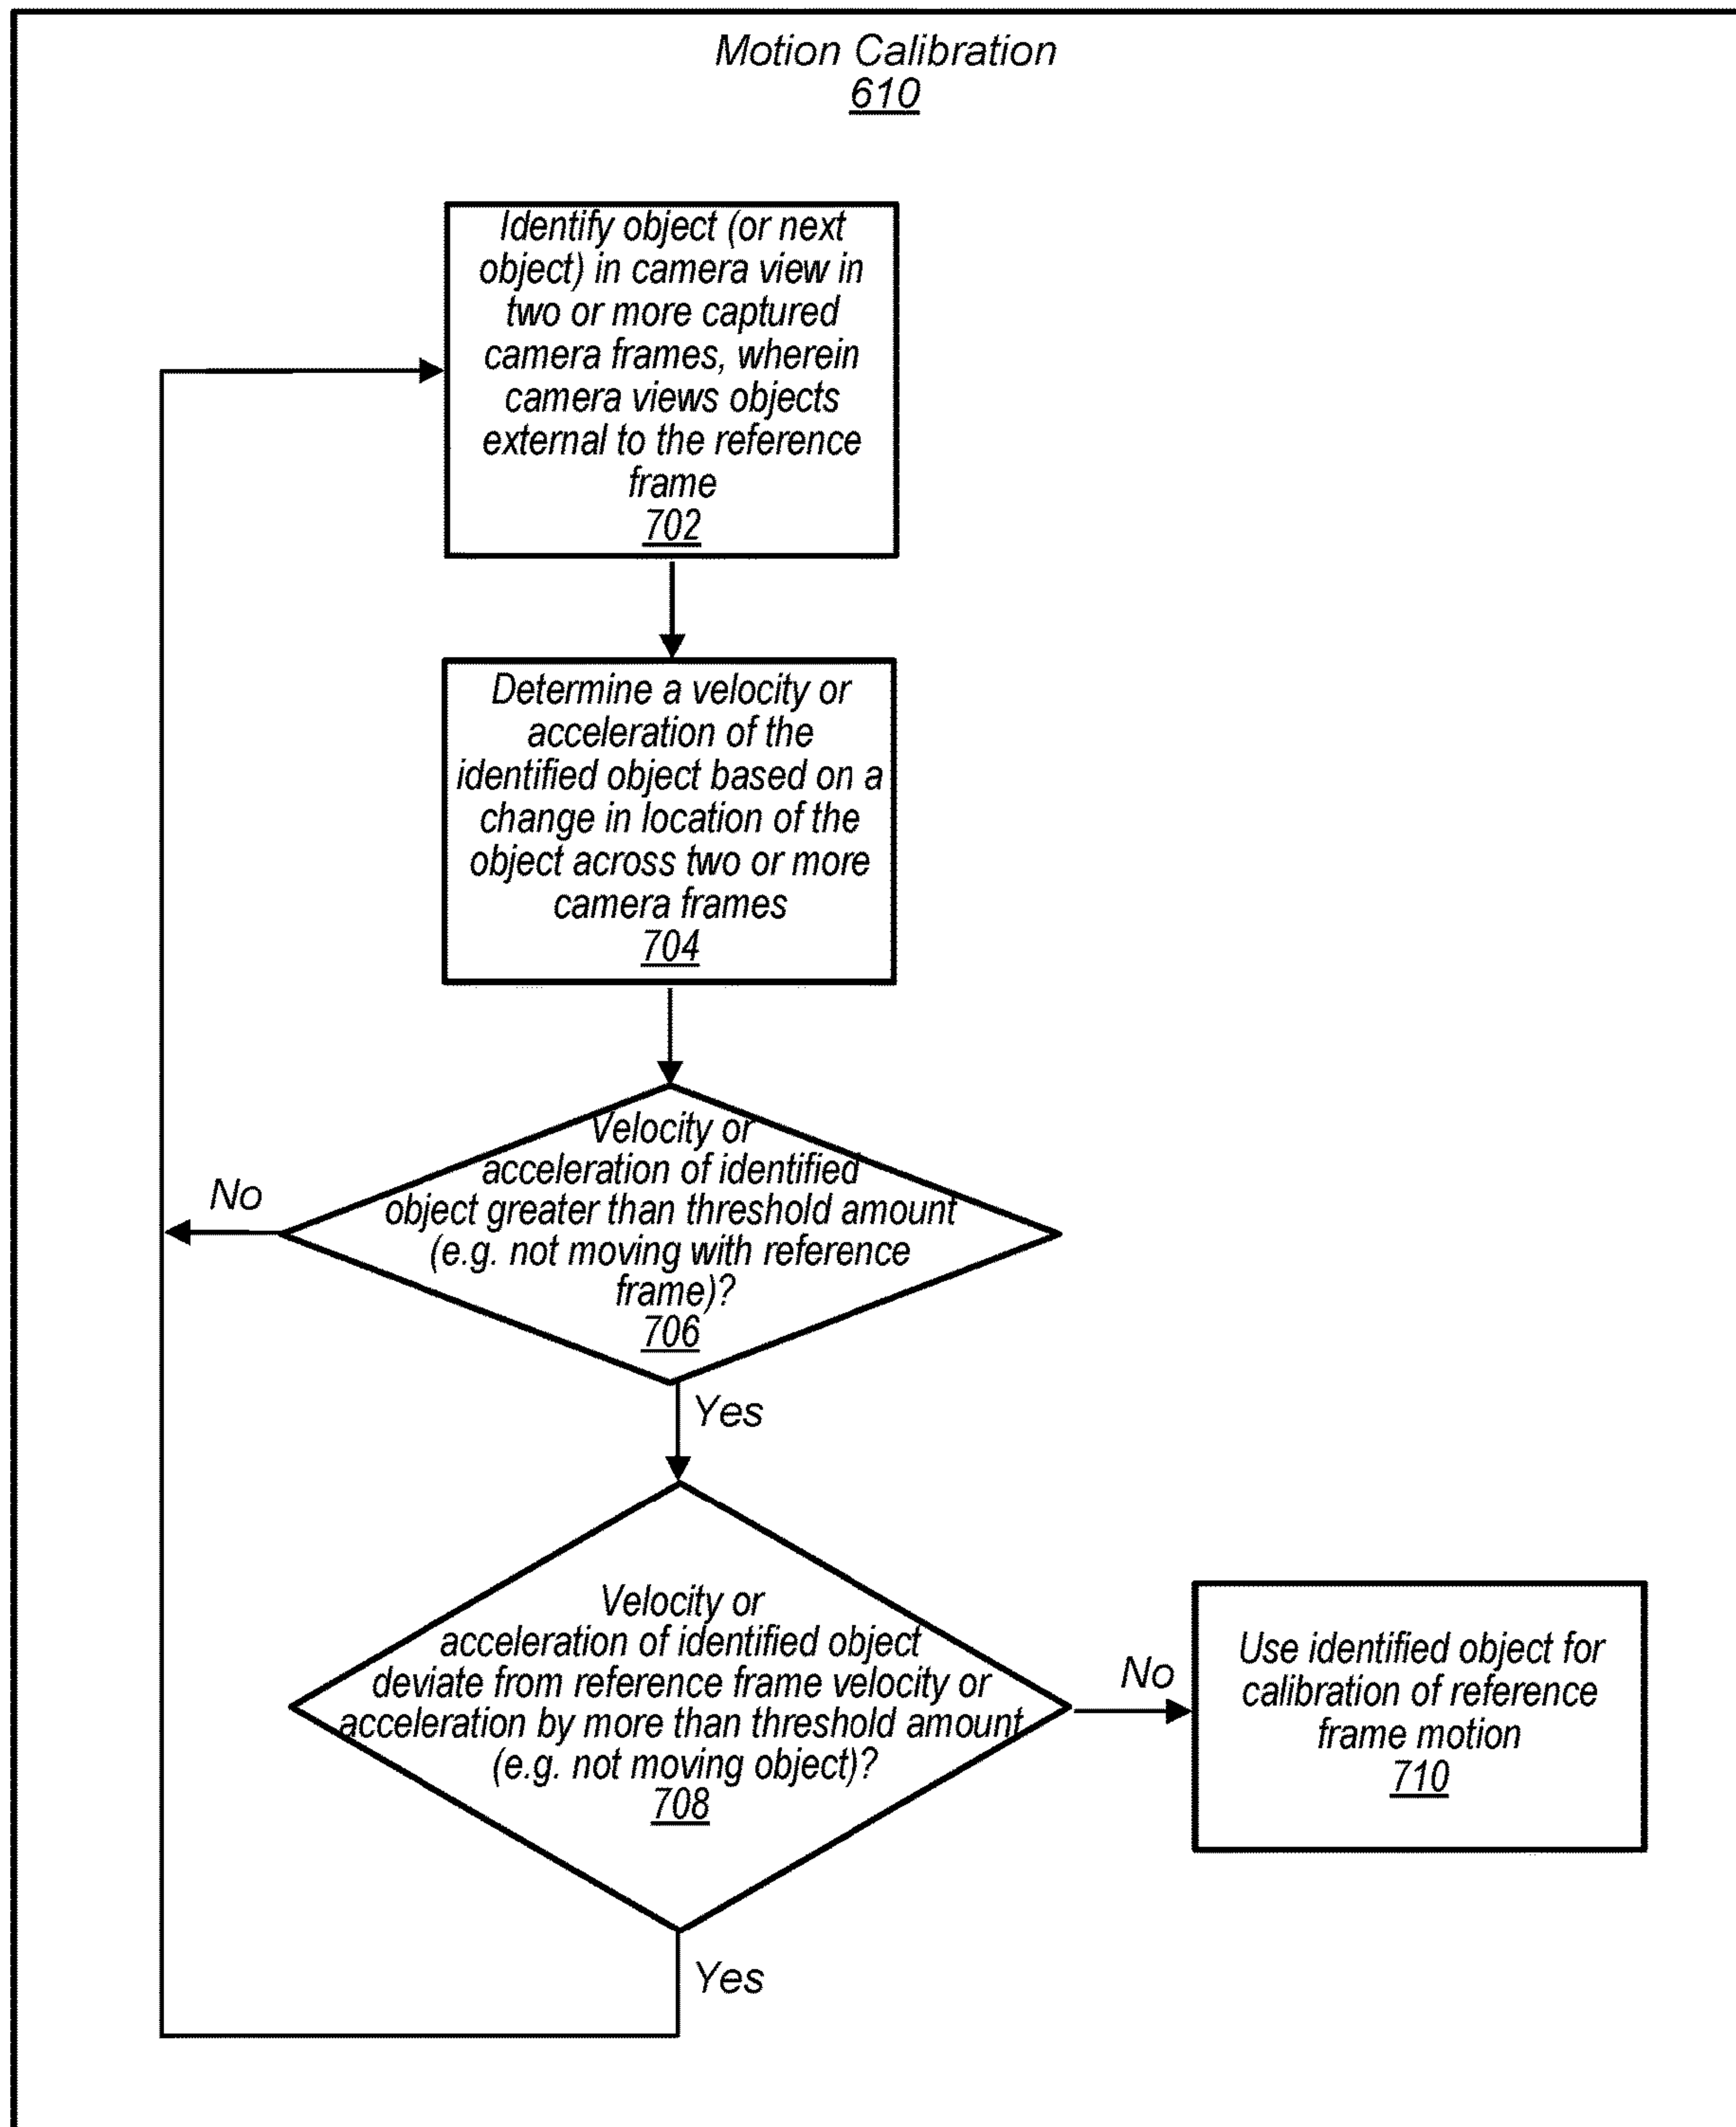 Motion Calibration
610
Identify object (or next
object) in camera view in
two or more captured
camera frames, wherein
camera views objects
external to the reference
frame
702
Determine a velocity or
acceleration of the
identified object based on a
change in location of the
object across two or more
camera frames
704
Velocity or
acceleration of identified
object greater than threshold amount
(e.g. not moving with reference
frame)?
706
No
Yes
Velocity or
acceleration of identified object
deviate from reference frame velocity or
acceleration by more than threshold amount
(e.g. not moving object)?
708
No
Use identified object for
calibration of reference
frame motion
710
Yes